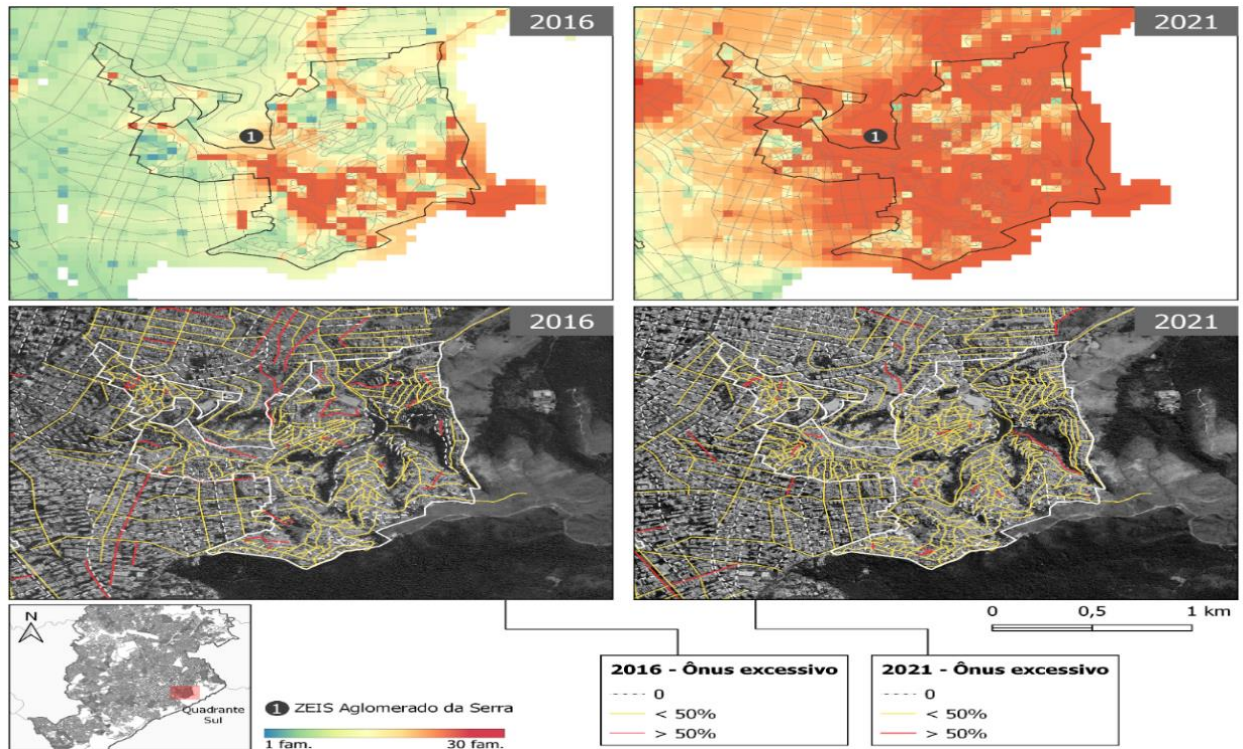 2016
2021
1
1
2016
2021
N
Quadrante
Sul
1 ZEIS Aglomerado da Serra
1 fam.
30 fam.
0
0,5
1 km
2016 - Ônus excessivo
0
< 50%
> 50%
2021 - Ônus excessivo
0
< 50%
> 50%